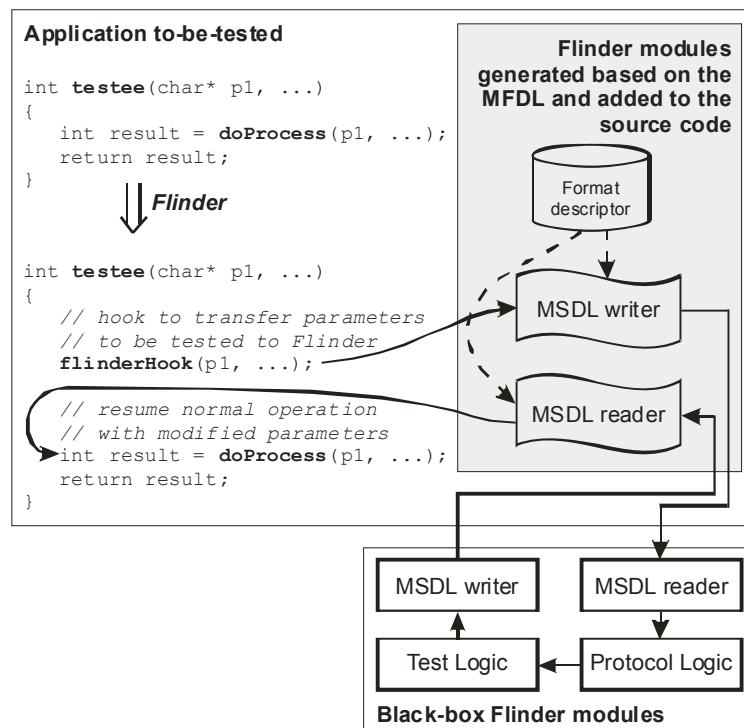 Application to-be-tested
int testee(char* p1, ...)
{
int result = doProcess(p1, ...);
return result;
}
Flinder
int testee(char* p1, ...)
{
// hook to transfer parameters
// to be tested to Flinder
flinderHook(p1, ...);
// resume normal operation
// with modified parameters
int result = doProcess(p1, ...);
return result;
}
Flinder modules
generated based on the
MFDL and added to the
source code
Format
descriptor
MSDL writer
MSDL reader
MSDL writer
MSDL reader
Test Logic
Protocol Logic
Black-box Flinder modules